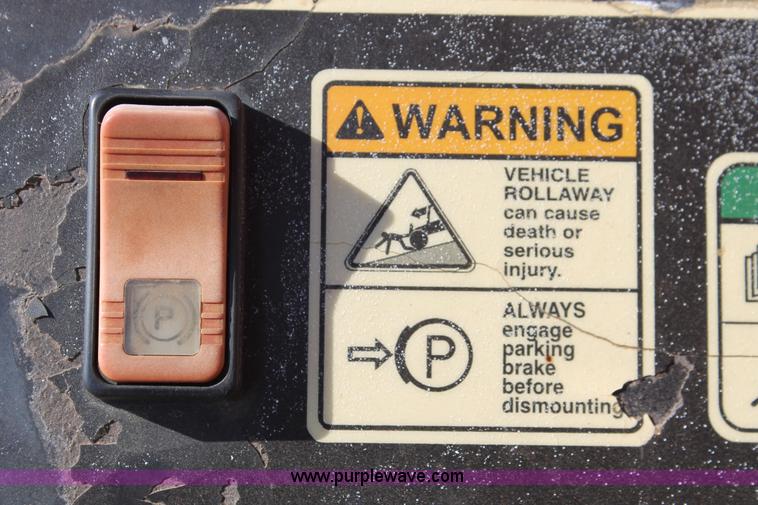 WARNING
VEHICLE
ROLLAWAY
can cause
death or
serious
injury.
P
P
ALWAYS
engage
parking
brake
before
dismounting
www.purplewave.com